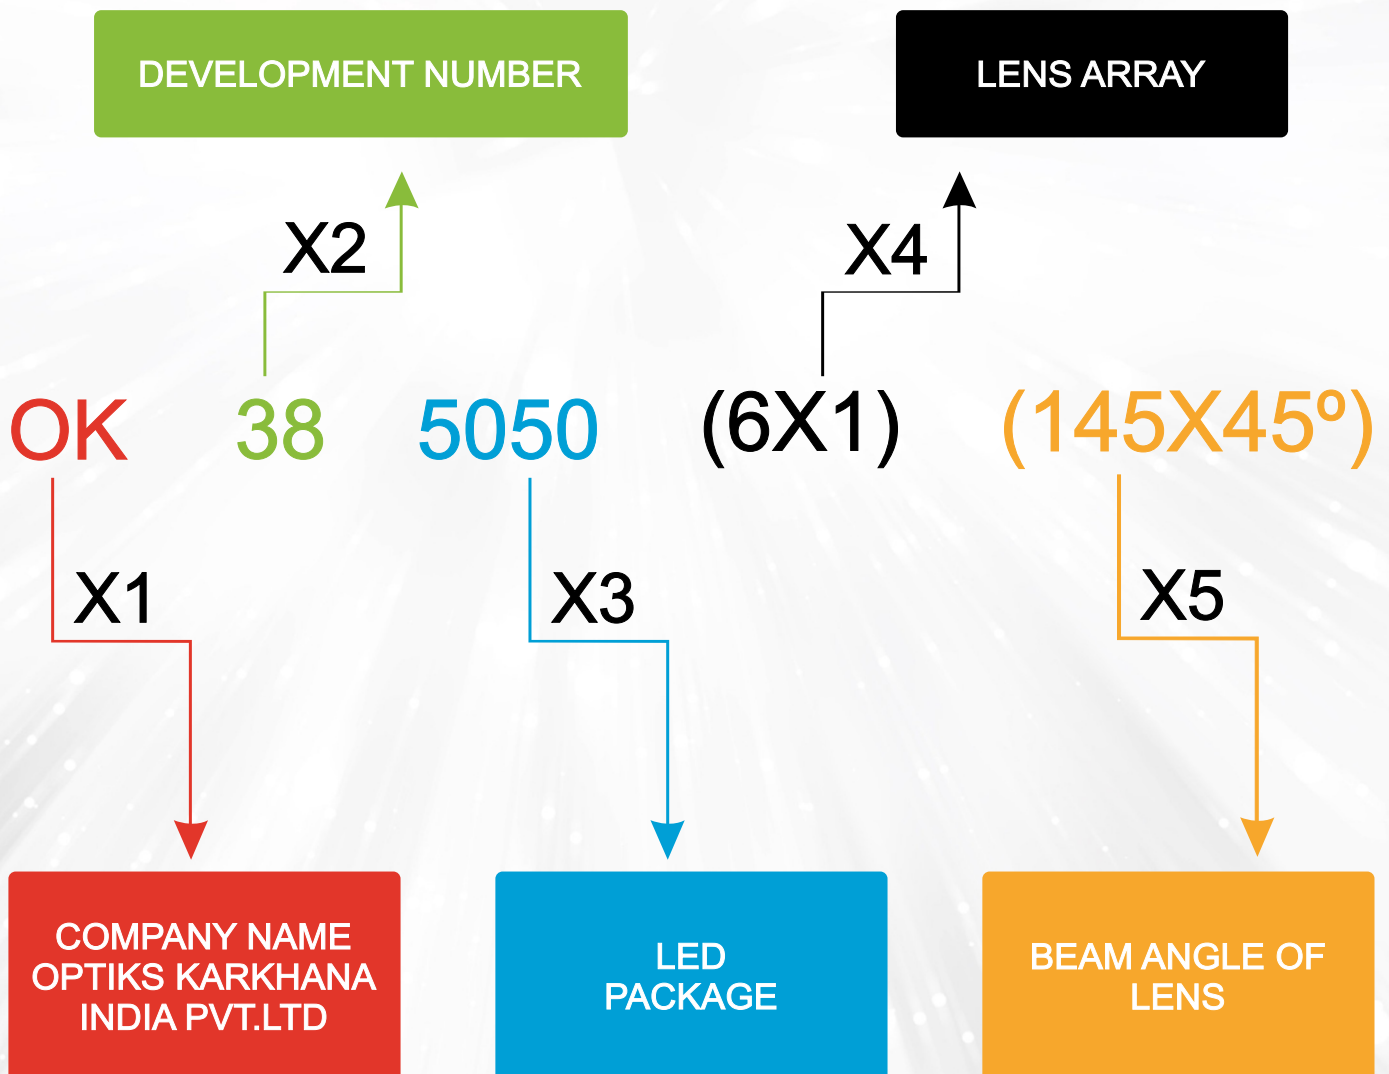 DEVELOPMENT NUMBER
LENS ARRAY
X2
X4
OK 38 5050 (6X1) (145X45º)
X1
X3
X5
COMPANY NAME
OPTIKS KARKHANA
INDIA PVT.LTD
LED
PACKAGE
BEAM ANGLE OF
LENS